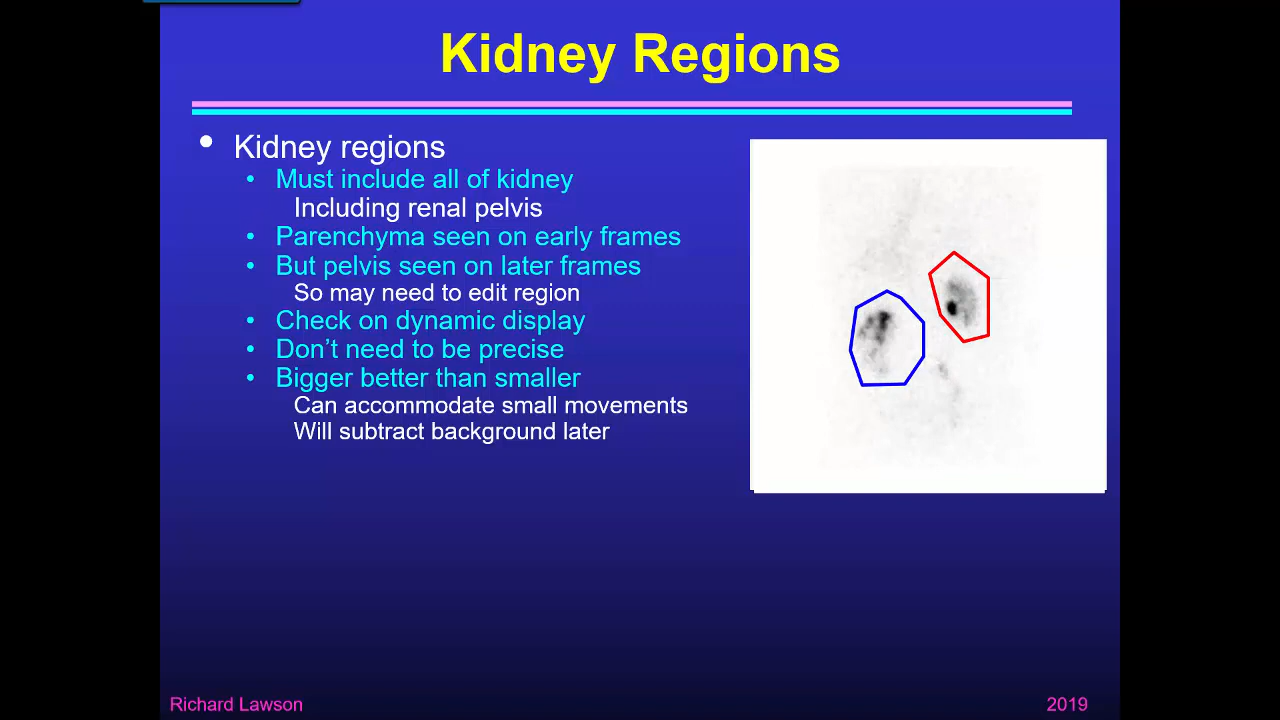 Kidney Regions
• Kidney regions
• Must include all of kidney
Including renal pelvis
• Parenchyma seen on early frames
• But pelvis seen on later frames
So may need to edit region
• Check on dynamic display
• Don’t need to be precise
• Bigger better than smaller
Can accommodate small movements
Will subtract background later
Richard Lawson
2019